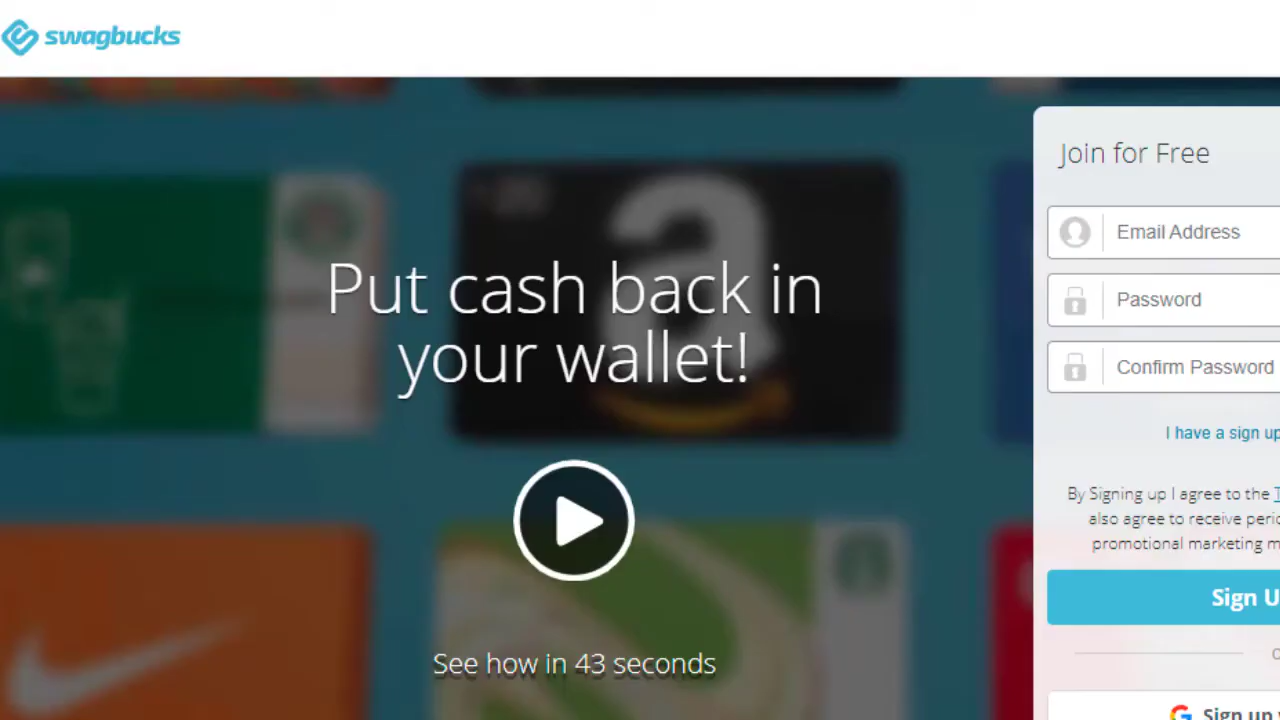 swagbucks
Join for Free
Email Address
Put cash back in
your wallet!
Password
Confirm Password
I have a sign up
By Signing up I agree to the
also agree to receive
promotional marketing
Sign
See how in 43 seconds
Sign up